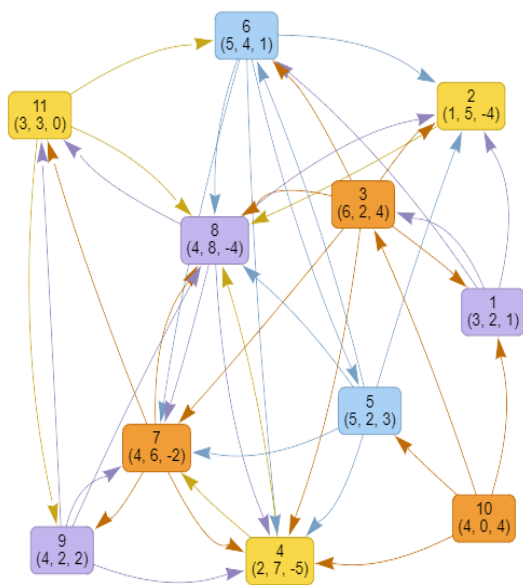 6
(5, 4, 1)
2
(1, 5, -4)
11
(3, 3, 0)
3
(6, 2, 4)
8
(4, 8, -4)
1
(3, 2, 1)
5
(5, 2, 3)
7
(4, 6, -2)
10
(4, 0, 4)
9
(4, 2, 2)
4
(2, 7, -5)